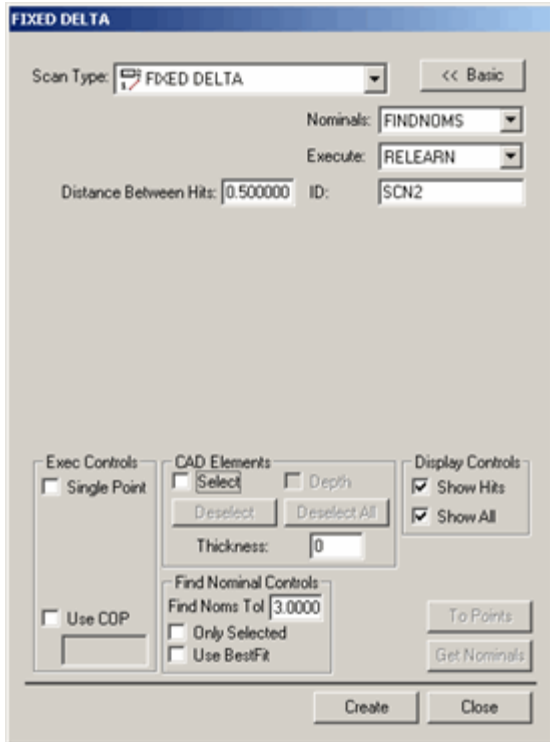 FIXED DELTA
Scan Type: FIXED DELTA << Basic
Nominals: FINDNOMS
Execute: RELEARN
Distance Between Hits: 0.500000 ID: SCN2
Exec Controls CAD Elements Display Controls
Single Point Select Depth Show Hits
Deselect Deselect All Show All
Thickness: 0
Find Nominal Controls
Find Noms Tol 3.0000
Use COP Only Selected To Points
Use BestFit Get Nominals
Create Close